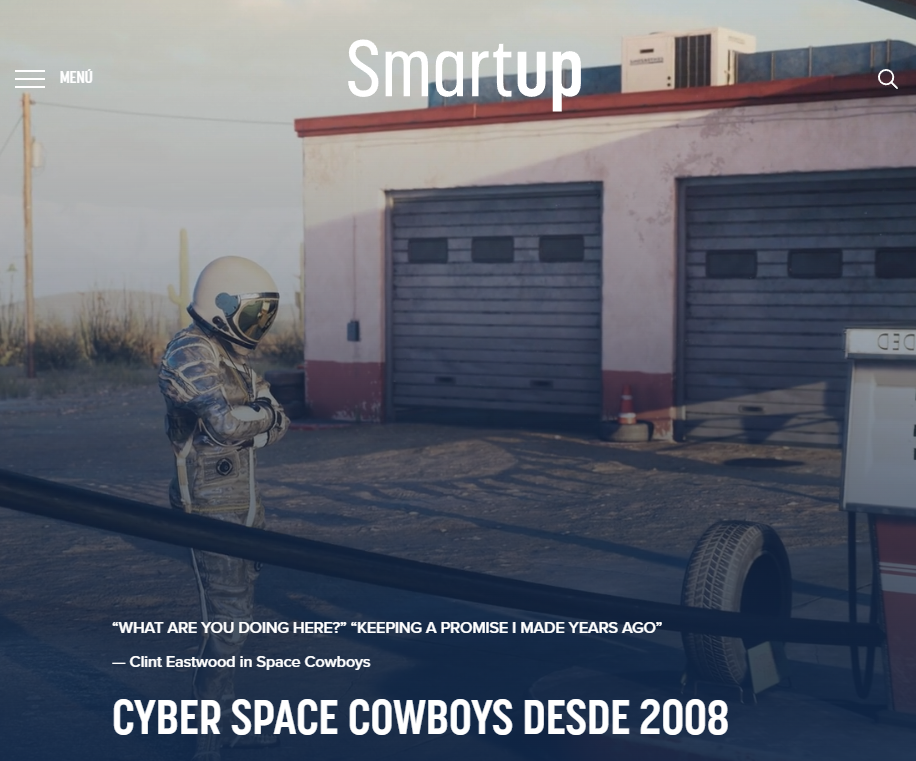 MENÚ
Smartup
“WHAT ARE YOU DOING HERE?” “KEEPING A PROMISE I MADE YEARS AGO”
— Clint Eastwood in Space Cowboys
CYBER SPACE COWBOYS DESDE 2008